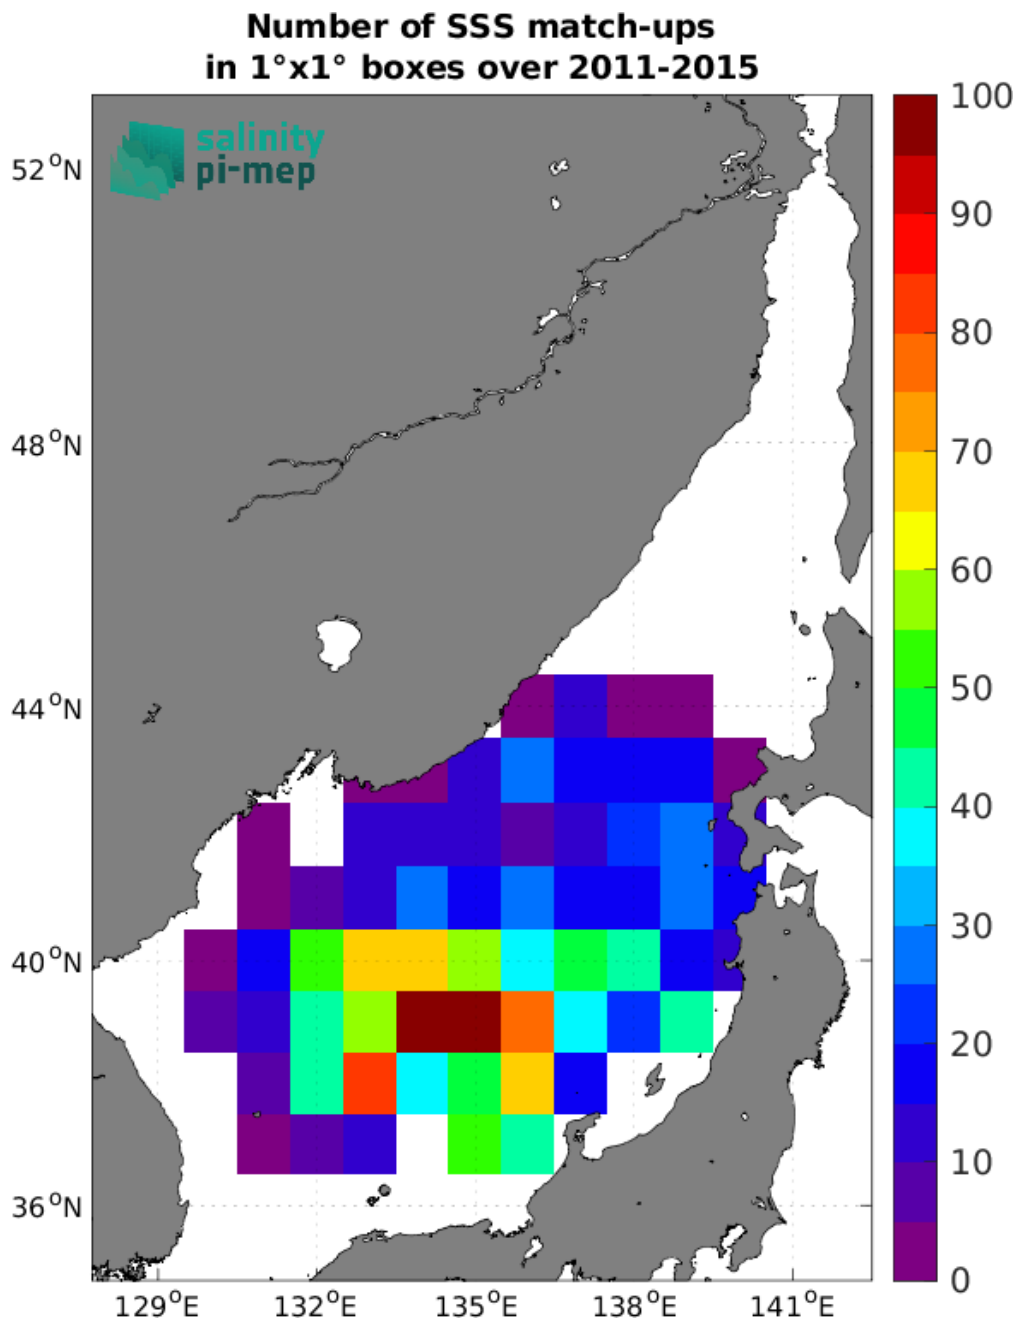 Number of SSS match-ups
in 1°x1° boxes over 2011-2015
salinity
pi-mep
52°N
48°N
44°N
40°N
36°N
129°E
132°E
135°E
138°E
141°E
100
90
80
70
60
50
40
30
20
10
0